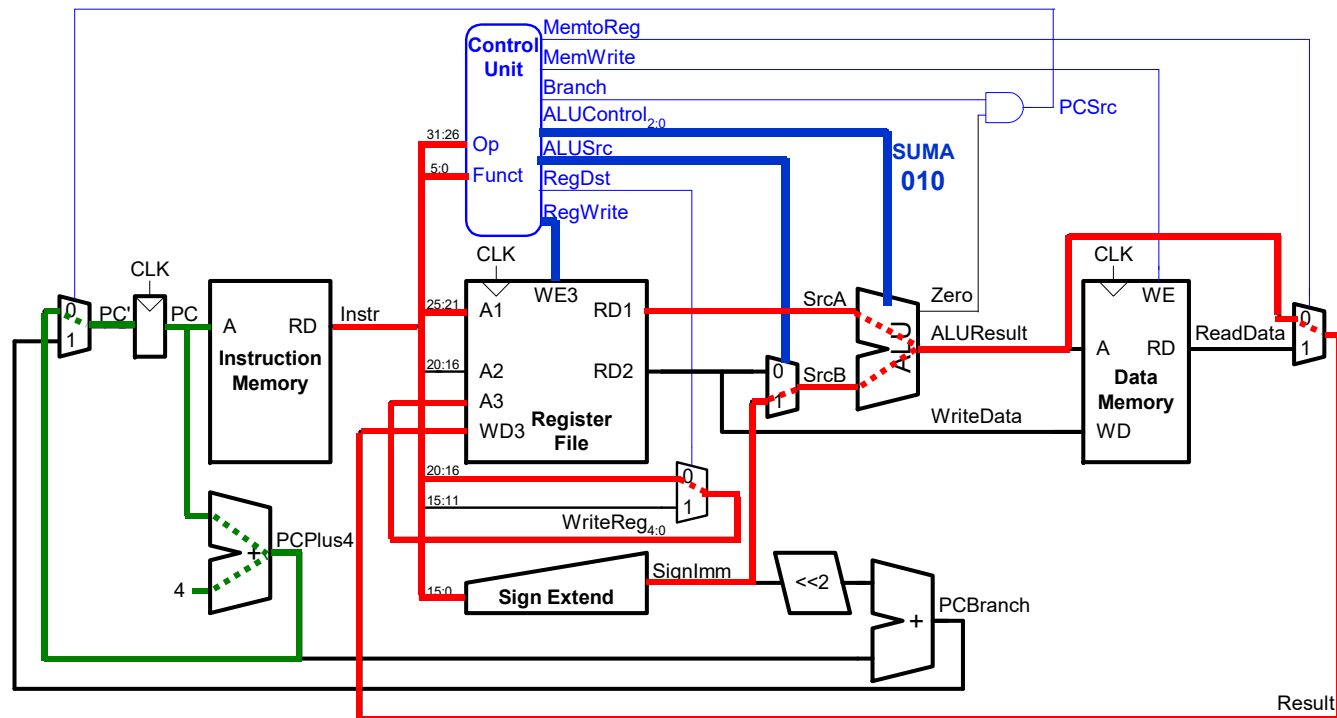 MemtoReg
Control
Unit
MemWrite
Branch
PCSrc
ALUControl2:0
31:26
Op
ALUSrc
SUMA
010
5:0
Funct
RegDst
RegWrite
CLK
CLK
CLK
0
1
PC'
PC
A
RD
Instruction
Memory
Instr
25:21
A1
WE3
RD1
SrcA
Zero
WE
20:16
A2
RD2
0
1
SrcB
ALU
ALUResult
A
RD
ReadData
0
1
A3
WD3
Register
File
WriteData
Data
Memory
WD
20:16
0
15:11
1
WriteReg4:0
PCPlus4
+
4
15:0
Sign Extend
SignImm
<<2
+
PCBranch
Result